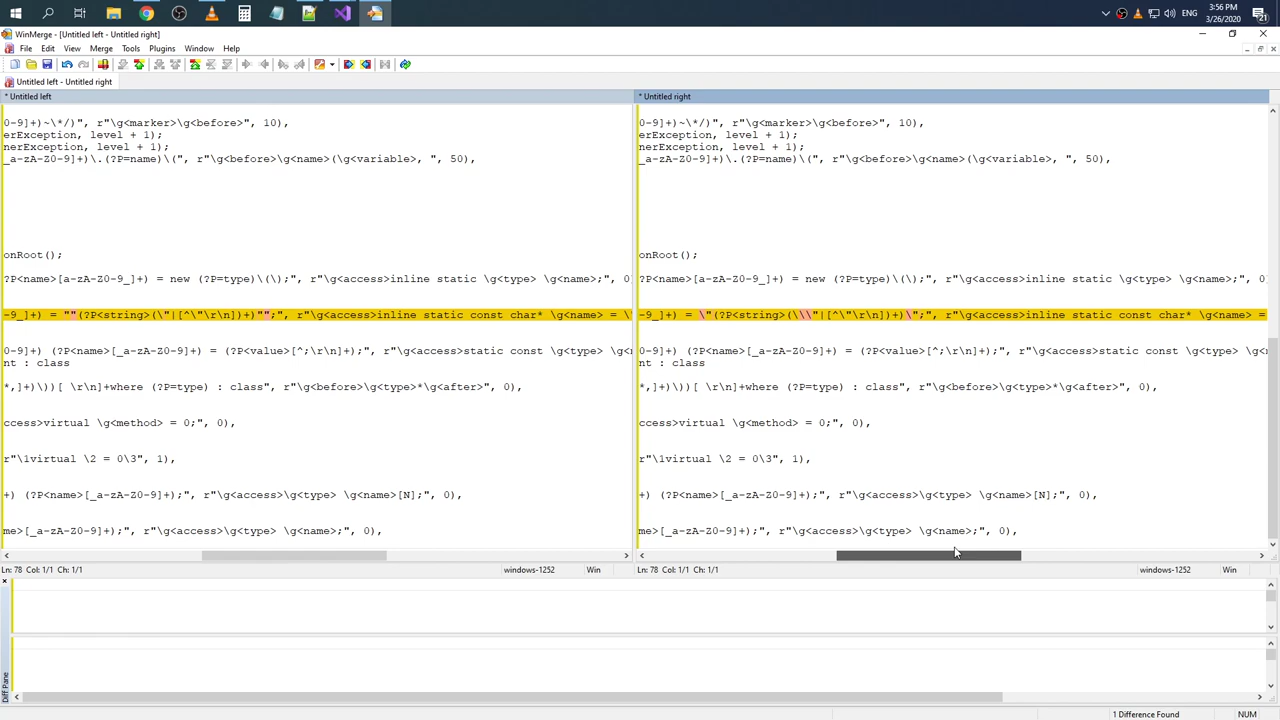 3:56 PM
ENG
3/26/2020
21
WinMerge - [Untitled left - Untitled right]
File Edit View Merge Tools Plugins Window Help
Untitled left - Untitled right
* Untitled left
* Untitled right
0-9]+)~\*/)", r"\g<marker>\g<before>", 10),
erException, level + 1);
nerException, level + 1);
_a-zA-Z0-9]+)\.(?P=name)\(", r"\g<before>\g<name>(\g<variable>, ", 50),
onRoot();
?P<name>[a-zA-Z0-9_]+) = new (?P=type)\(\);", r"\g<access>inline static \g<type> \g<name>;", 0)
-9_]+) = ""(?P<string>(\"|[^\"\r\n])+)"";", r"\g<access>inline static const char* \g<name> = \
0-9]+) (?P<name>[_a-zA-Z0-9]+) = (?P<value>[^;\r\n]+);", r"\g<access>static const \g<type> \g<n
nt : class
*,]+)\))[ \r\n]+where (?P=type) : class", r"\g<before>\g<type>*\g<after>", 0),
ccess>virtual \g<method> = 0;", 0),
r"\1virtual \2 = 0\3", 1),
+) (?P<name>[_a-zA-Z0-9]+);", r"\g<access>\g<type> \g<name>[N];", 0),
me>[_a-zA-Z0-9]+);", r"\g<access>\g<type> \g<name>;", 0),
0-9]+)~\*/)", r"\g<marker>\g<before>", 10),
erException, level + 1);
nerException, level + 1);
_a-zA-Z0-9]+)\.(?P=name)\(", r"\g<before>\g<name>(\g<variable>, ", 50),
onRoot();
?P<name>[a-zA-Z0-9_]+) = new (?P=type)\(\);", r"\g<access>inline static \g<type> \g<name>;", 0)
-9_]+) = \"(?P<string>(\\\"|[^\"\r\n])+)\";", r"\g<access>inline static const char* \g<name> =
0-9]+) (?P<name>[_a-zA-Z0-9]+) = (?P<value>[^;\r\n]+);", r"\g<access>static const \g<type> \g<n
nt : class
*,]+)\))[ \r\n]+where (?P=type) : class", r"\g<before>\g<type>*\g<after>", 0),
ccess>virtual \g<method> = 0;", 0),
r"\1virtual \2 = 0\3", 1),
+) (?P<name>[_a-zA-Z0-9]+);", r"\g<access>\g<type> \g<name>[N];", 0),
me>[_a-zA-Z0-9]+);", r"\g<access>\g<type> \g<name>;", 0),
Ln: 78 Col: 1/1 Ch: 1/1 windows-1252 Win
Ln: 78 Col: 1/1 Ch: 1/1 windows-1252 Win
Diff Pane
1 Difference Found NUM